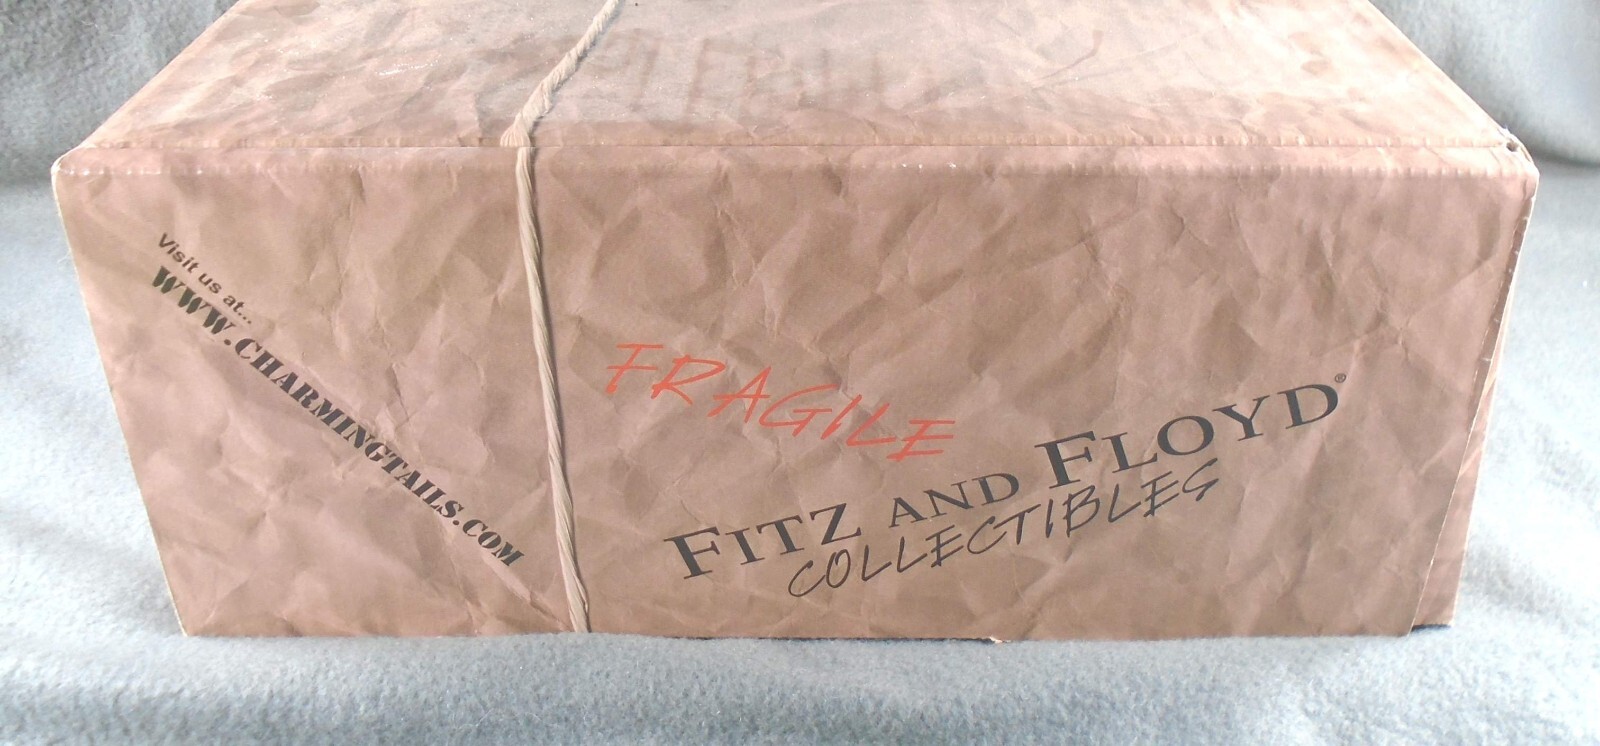 Visit us at...
WWW.CHARMINGTAILS.COM
FRAGILE
FITZ AND FLOYD®
COLLECTIBLES